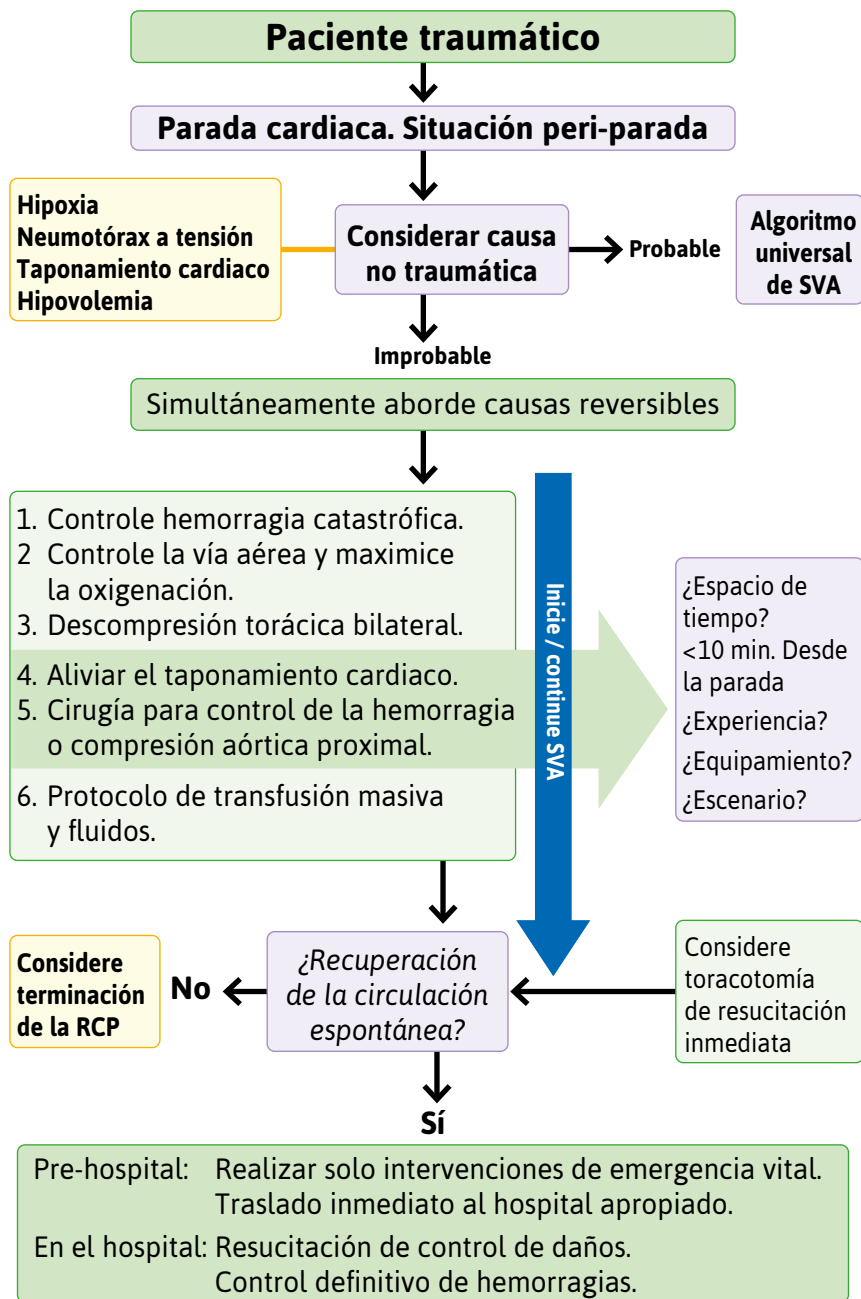 Paciente traumático
Parada cardiaca. Situación peri-parada
Hipoxia
Neumotórax a tensión
Taponamiento cardiaco
Hipovolemia
Considerar causa
no traumática
Probable
Algoritmo
universal
de SVA
Improbable
Simultáneamente aborde causas reversibles
1. Controle hemorragia catastrófica.
2 Controle la vía aérea y maximice
la oxigenación.
3. Descompresión torácica bilateral.
4. Aliviar el taponamiento cardiaco.
5. Cirugía para control de la hemorragia
o compresión aórtica proximal.
6. Protocolo de transfusión masiva
y fluidos.
Inicie / continue SVA
¿Espacio de
tiempo?
<10 min. Desde
la parada
¿Experiencia?
¿Equipamiento?
¿Escenario?
Considere
terminación
de la RCP
No
¿Recuperación
de la circulación
espontánea?
Considere
toracotomía
de resucitación
inmediata
Sí
Pre-hospital: Realizar solo intervenciones de emergencia vital.
Traslado inmediato al hospital apropiado.
En el hospital: Resucitación de control de daños.
Control definitivo de hemorragias.